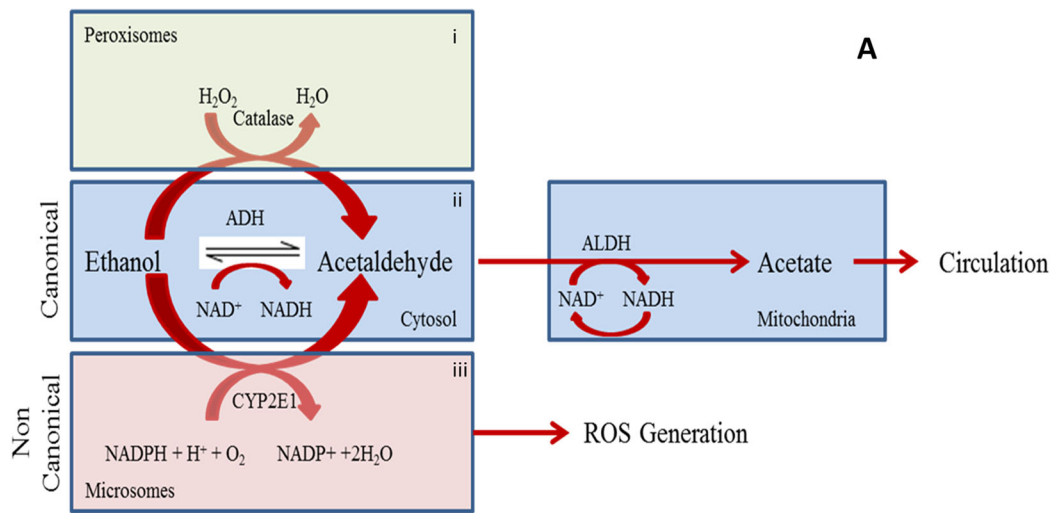 Peroxisomes
i
A
H₂O₂
H₂O
Catalase
Canonical
ii
ADH
Ethanol
Acetaldehyde
NAD⁺
NADH
Cytosol
ALDH
NAD⁺
NADH
Acetate
Mitochondria
Circulation
Non
Canonical
iii
CYP2E1
NADPH + H⁺ + O₂
NADP+ +2H₂O
Microsomes
ROS Generation